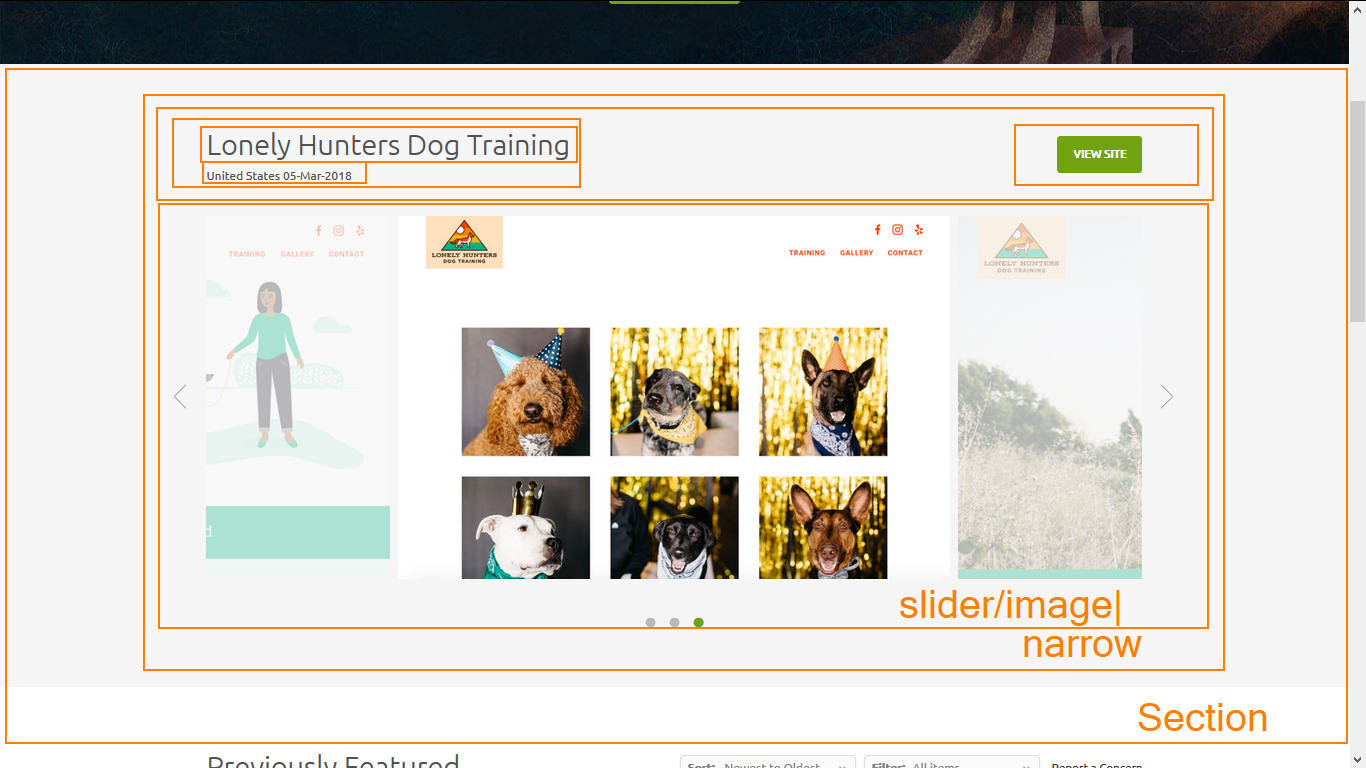 Lonely Hunters Dog Training
United States 05-Mar-2018
VIEW SITE
TRAINING GALLERY CONTACT
d
LONELY HUNTERS
DOG TRAINING
TRAINING GALLERY CONTACT
LONELY HUNTERS
DOG TRAINING
slider/image|
narrow
Section
Previously Featured
Sort: Newest to Oldest
Filter: All items
Report a Concern